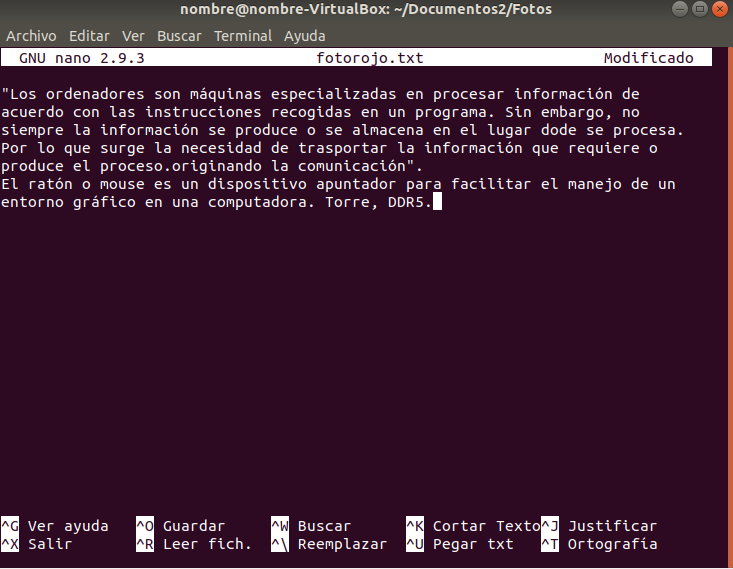 nombre@nombre-VirtualBox: ~/Documentos2/Fotos
Archivo Editar Ver Buscar Terminal Ayuda
GNU nano 2.9.3 fotorojo.txt Modificado
"Los ordenadores son máquinas especializadas en procesar información de
acuerdo con las instrucciones recogidas en un programa. Sin embargo, no
siempre la información se produce o se almacena en el lugar dode se procesa.
Por lo que surge la necesidad de trasportar la información que requiere o
produce el proceso.originando la comunicación".
El ratón o mouse es un dispositivo apuntador para facilitar el manejo de un
entorno gráfico en una computadora. Torre, DDR5.
^G Ver ayuda ^O Guardar ^W Buscar ^K Cortar Texto ^J Justificar
^X Salir ^R Leer fich. ^\ Reemplazar ^U Pegar txt ^T Ortografía